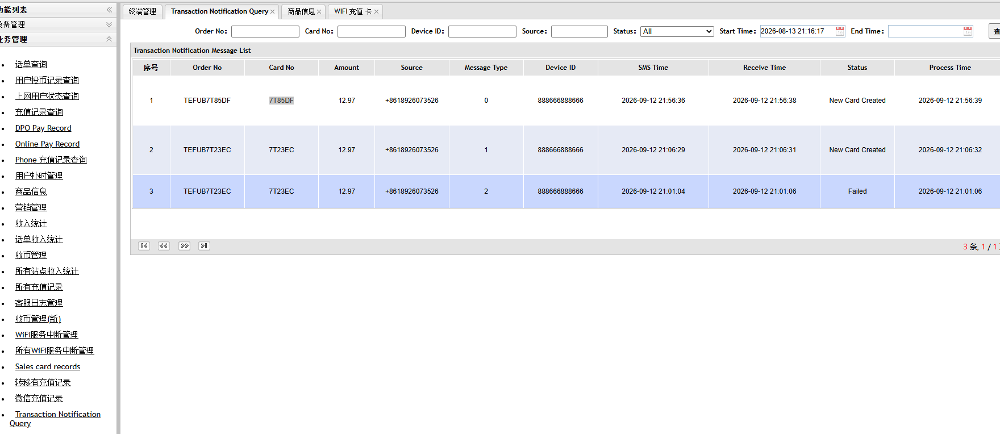 功能列表
设备管理
业务管理
话单查询
用户投币记录查询
上网用户状态查询
充值记录查询
DPO Pay Record
Online Pay Record
Phone 充值记录查询
用户补时管理
商品信息
营销管理
收入统计
话单收入统计
收币管理
所有站点收入统计
所有充值记录
客服日志管理
收币管理(新)
WiFi服务中断管理
所有WiFi服务中断管理
Sales card records
转移有充值记录
微信充值记录
Transaction Notification
Query
终端管理 Transaction Notification Query 商品信息 WIFI 充值 卡
Order No: Card No: Device ID: Source: Status: All Start Time: 2026-08-13 21:16:17 End Time: 查
Transaction Notification Message List
序号 Order No Card No Amount Source Message Type Device ID SMS Time Receive Time Status Process Time
1 TEFUB7T85DF 7T85DF 12.97 +8618926073526 0 888666888666 2026-09-12 21:56:36 2026-09-12 21:56:38 New Card Created 2026-09-12 21:56:39
2 TEFUB7T23EC 7T23EC 12.97 +8618926073526 1 888666888666 2026-09-12 21:06:29 2026-09-12 21:06:31 New Card Created 2026-09-12 21:06:32
3 TEFUB7T23EC 7T23EC 12.97 +8618926073526 2 888666888666 2026-09-12 21:01:04 2026-09-12 21:01:06 Failed 2026-09-12 21:01:06
3 条, 1 / 1